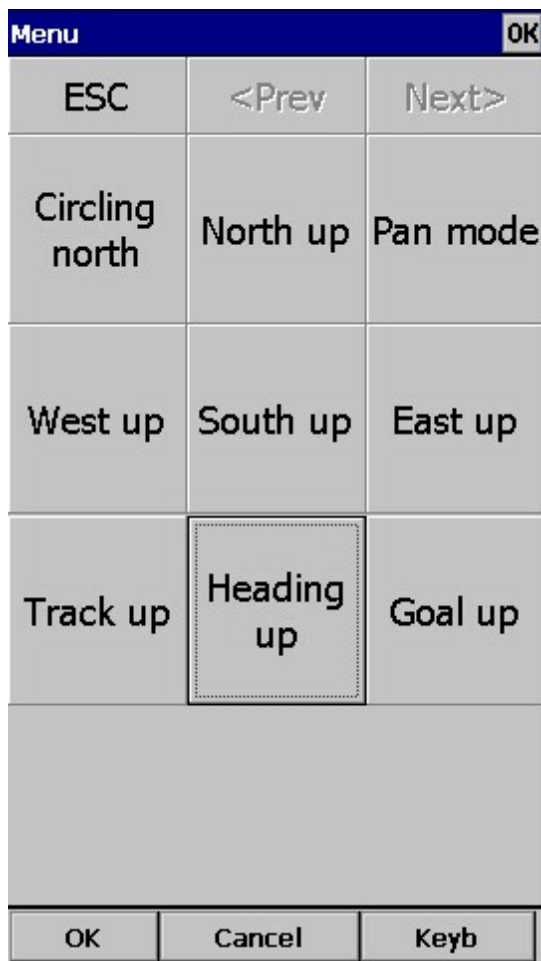 Menu OK
ESC <Prev Next>
Circling
north
North up
Pan mode
West up South up East up
Track up
Heading
up
Goal up
OK Cancel Keyb